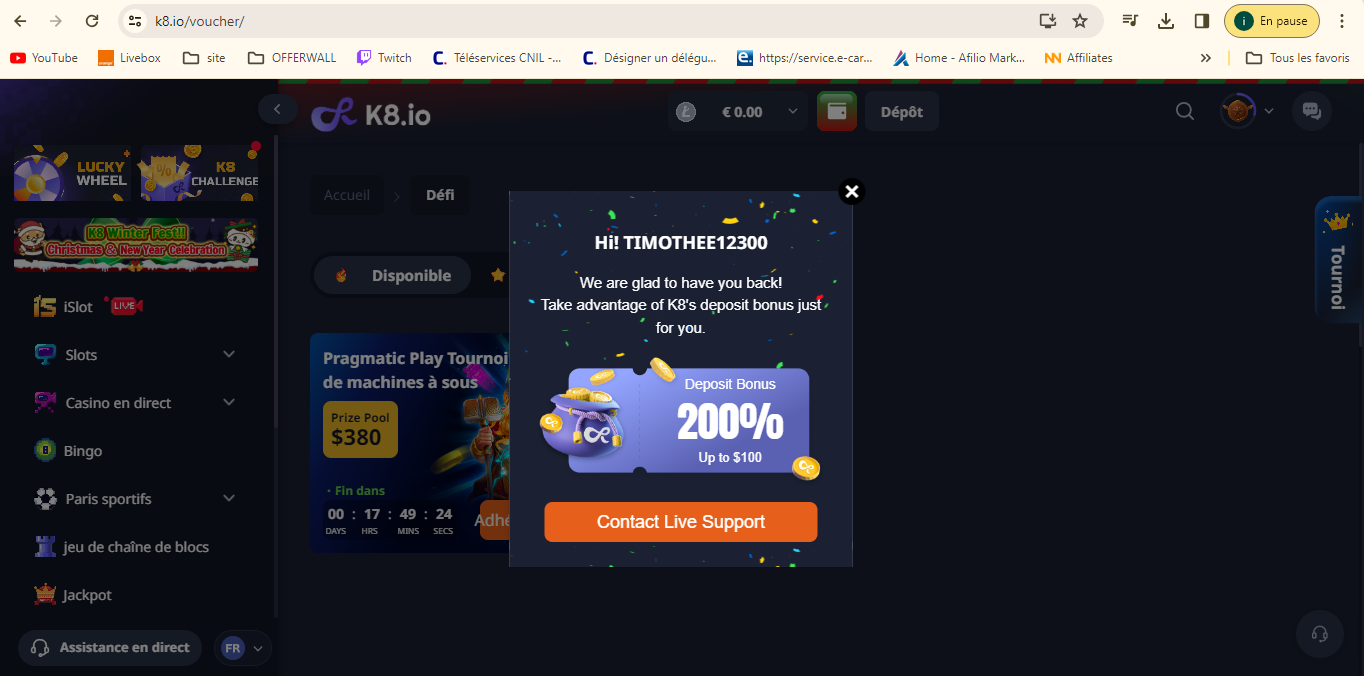 k8.io/voucher/
i
En pause
YouTube
Livebox
site
OFFERWALL
Twitch
Téléservices CNIL -...
Désigner un délégu...
https://service.e-car...
Home - Afilio Mark...
Affiliates
»
Tous les favoris
K8.io
€ 0.00
Dépôt
LUCKY
WHEEL
K8
CHALLENGE
K8 Winter Fest!!
Christmas & New Year Celebration
iSlot
LIVE
Slots
Casino en direct
Bingo
Paris sportifs
jeu de chaîne de blocs
Jackpot
Assistance en direct
FR
Accueil
Défi
Disponible
Pragmatic Play Tournoi
de machines à sous
Prize Pool
$380
· Fin dans
00 : 17 : 49 : 24
DAYS HRS MINS SECS
Adhé
Hi! TIMOTHEE12300
We are glad to have you back!
Take advantage of K8's deposit bonus just
for you.
Deposit Bonus
200%
Up to $100
Contact Live Support
Tournoi